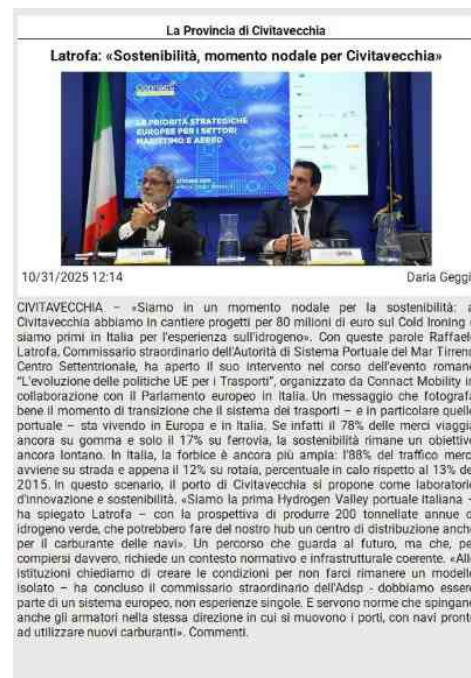 La Provincia di Civitavecchia
Latrofa: «Sostenibilità, momento nodale per Civitavecchia»
connact
LE PRIORITÀ STRATEGICHE
EUROPEE PER I SETTORI
MARITTIMO E AEREO
10/31/2025 12:14
Daria Geggi
CIVITAVECCHIA – «Siamo in un momento nodale per la sostenibilità: a
Civitavecchia abbiamo in cantiere progetti per 80 milioni di euro sul Cold Ironing e
siamo primi in Italia per l'esperienza sull'idrogeno». Con queste parole Raffaele
Latrofa, Commissario straordinario dell'Autorità di Sistema Portuale del Mar Tirreno
Centro Settentrionale, ha aperto il suo intervento nel corso dell'evento romano
"L'evoluzione delle politiche UE per i Trasporti", organizzato da Connact Mobility in
collaborazione con il Parlamento europeo in Italia. Un messaggio che fotografa
bene il momento di transizione che il sistema dei trasporti – e in particolare quello
portuale – sta vivendo in Europa e in Italia. Se infatti il 78% delle merci viaggia
ancora su gomma e solo il 17% su ferrovia, la sostenibilità rimane un obiettivo
ancora lontano. In Italia, la forbice è ancora più ampia: l'88% del traffico merci
avviene su strada e appena il 12% su rotaia, percentuale in calo rispetto al 13% del
2015. In questo scenario, il porto di Civitavecchia si propone come laboratorio
d'innovazione e sostenibilità. «Siamo la prima Hydrogen Valley portuale Italiana –
ha spiegato Latrofa – con la prospettiva di produrre 200 tonnellate annue di
idrogeno verde, che potrebbero fare del nostro hub un centro di distribuzione anche
per il carburante delle navi». Un percorso che guarda al futuro, ma che, per
compiersi davvero, richiede un contesto normativo e infrastrutturale coerente. «Alle
istituzioni chiediamo di creare le condizioni per non farci rimanere un modello
isolato – ha concluso il commissario straordinario dell'Adsp - dobbiamo essere
parte di un sistema europeo, non esperienze singole. E servono norme che spingano
anche gli armatori nella stessa direzione in cui si muovono i porti, con navi pronte
ad utilizzare nuovi carburanti». Commenti.